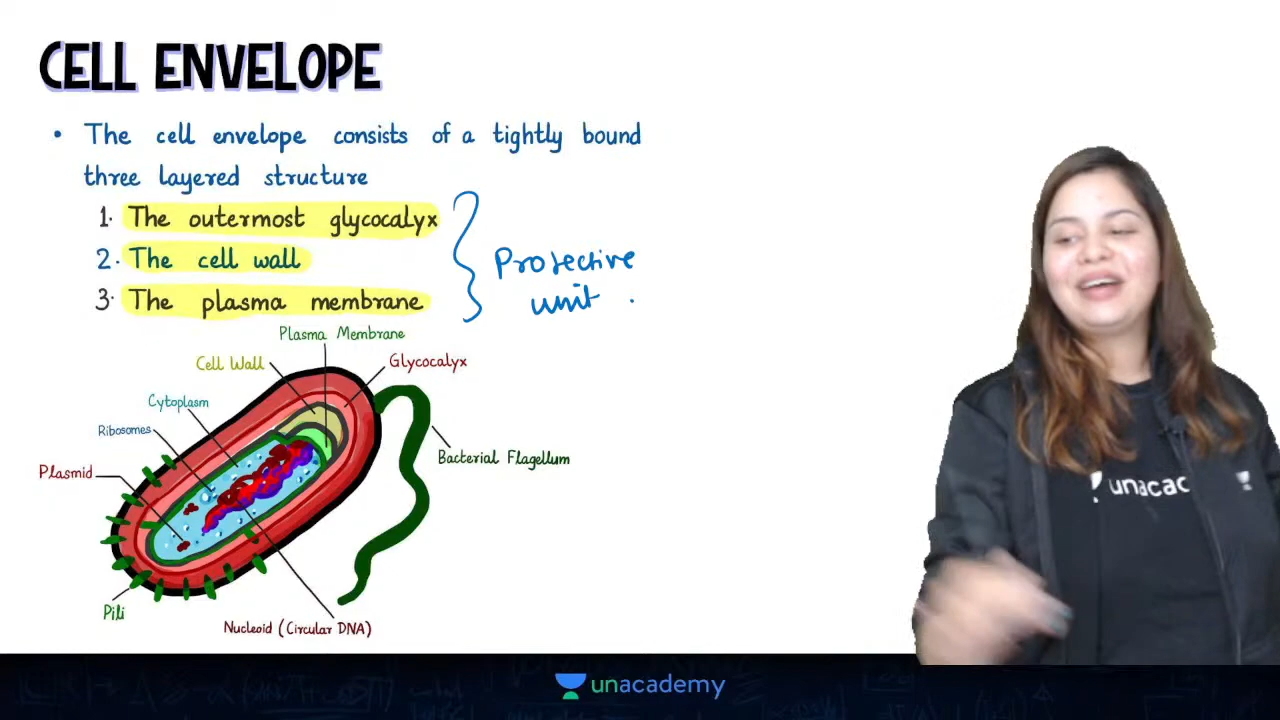 CELL ENVELOPE
• The cell envelope consists of a tightly bound
three layered structure
1. The outermost glycocalyx
2. The cell wall
3. The plasma membrane
Protective
unit .
Plasma Membrane
Cell Wall
Glycocalyx
Cytoplasm
Ribosomes
Plasmid
Bacterial Flagellum
Pili
Nucleoid (Circular DNA)
unacad
unacademy